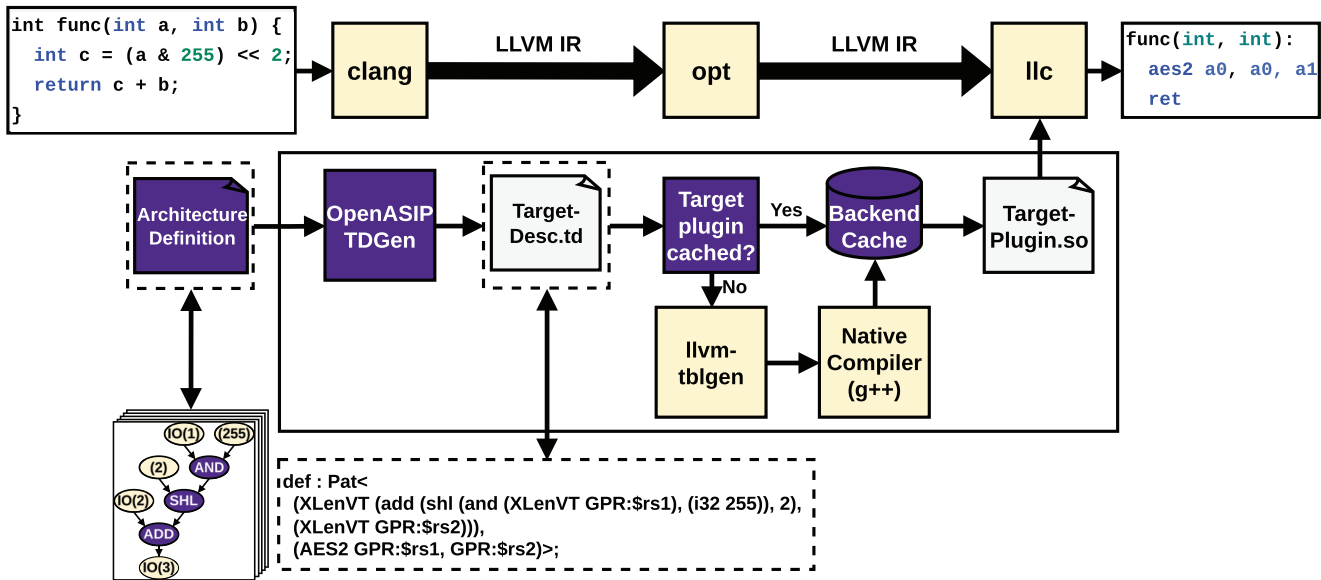 int func(int a, int b) {
int c = (a & 255) << 2;
return c + b;
}
clang
LLVM IR
opt
LLVM IR
llc
func(int, int):
aes2 a0, a0, a1
ret
Architecture
Definition
OpenASIP
TDGen
Target-
Desc.td
Target
plugin
cached?
Yes
No
Backend
Cache
Target-
Plugin.so
llvm-
tblgen
Native
Compiler
(g++)
IO(1)
(255)
(2)
AND
IO(2)
SHL
ADD
IO(3)
def : Pat<
(XLenVT (add (shl (and (XLenVT GPR:$rs1), (i32 255)), 2),
(XLenVT GPR:$rs2))),
(AES2 GPR:$rs1, GPR:$rs2)>;